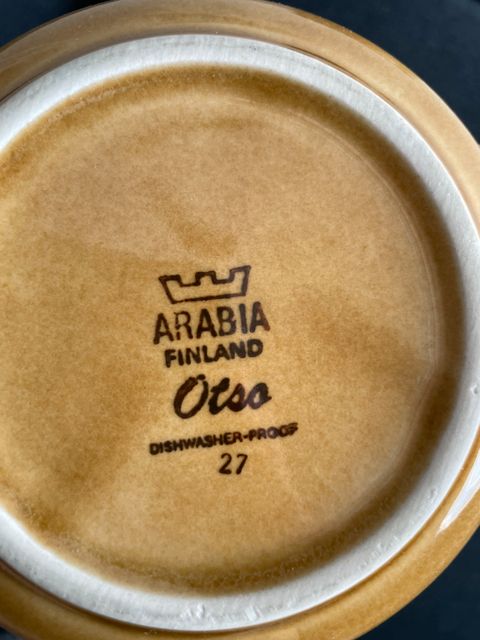 ARABIA
FINLAND
Otso
DISHWASHER-PROOF
27